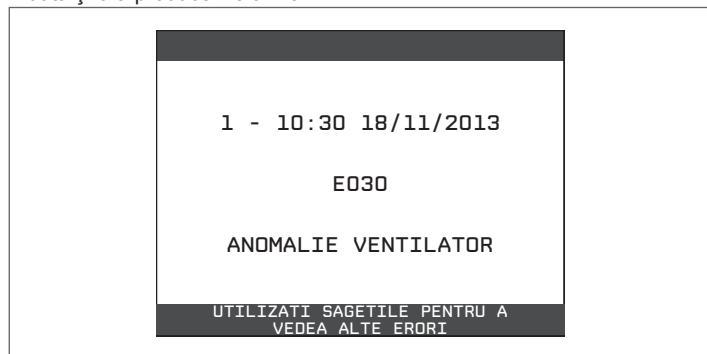 1 - 10:30 18/11/2013
E030
ANOMALIE VENTILATOR
UTILIZATI SAGETILE PENTRU A
VEDEA ALTE ERORI